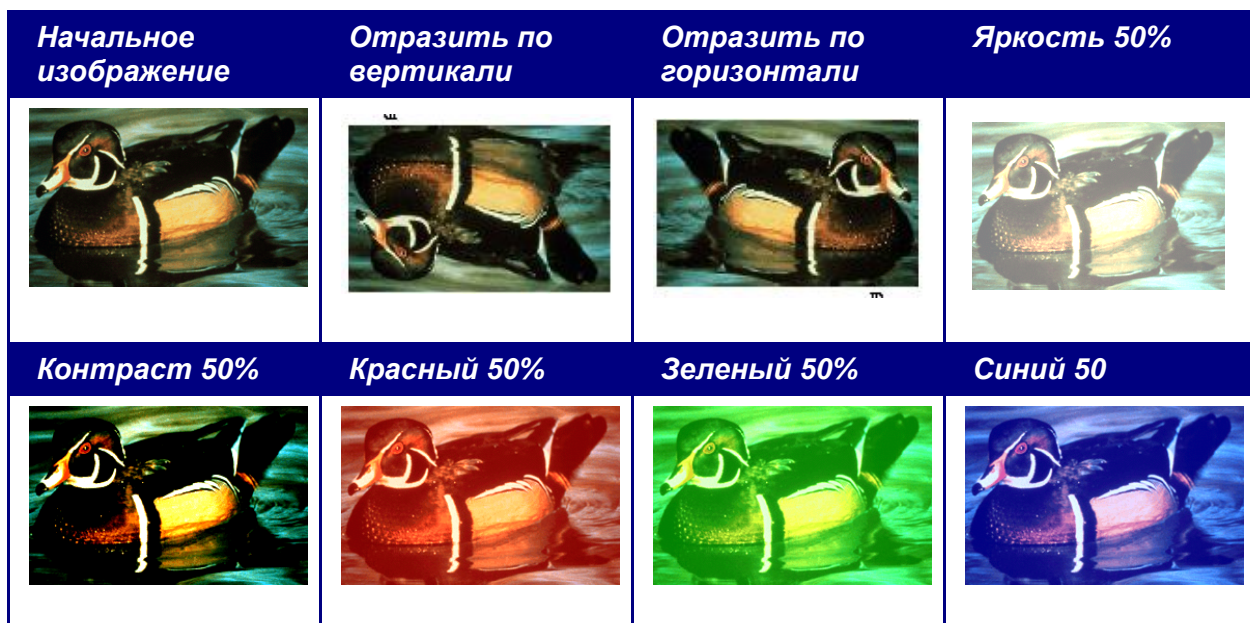 Начальное изображение
Отразить по вертикали
Отразить по горизонтали
Яркость 50%
Контраст 50%
Красный 50%
Зеленый 50%
Синий 50